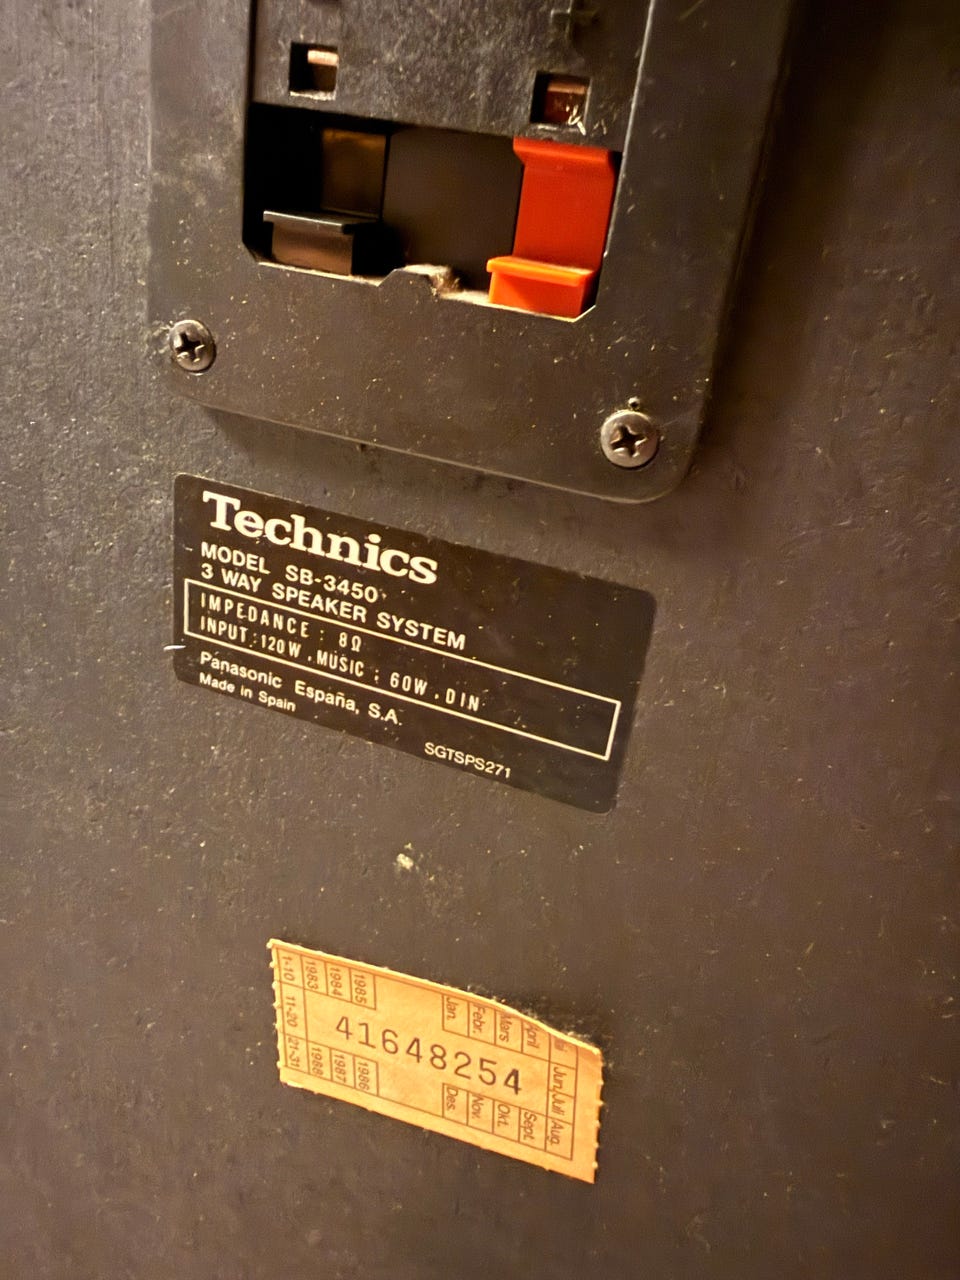 +
Technics
MODEL SB-3450
3 WAY SPEAKER SYSTEM
IMPEDANCE : 8Ω
INPUT : 120W . MUSIC : 60W . DIN
Panasonic España, S.A.
Made in Spain
SGTSPS271
1-10 1983 1984 1985 Jan. Febr. Mars April Juni
11-20 41648254 Juli
21-31 1988 1987 1986 Des. Nov. Okt. Sept. Aug.